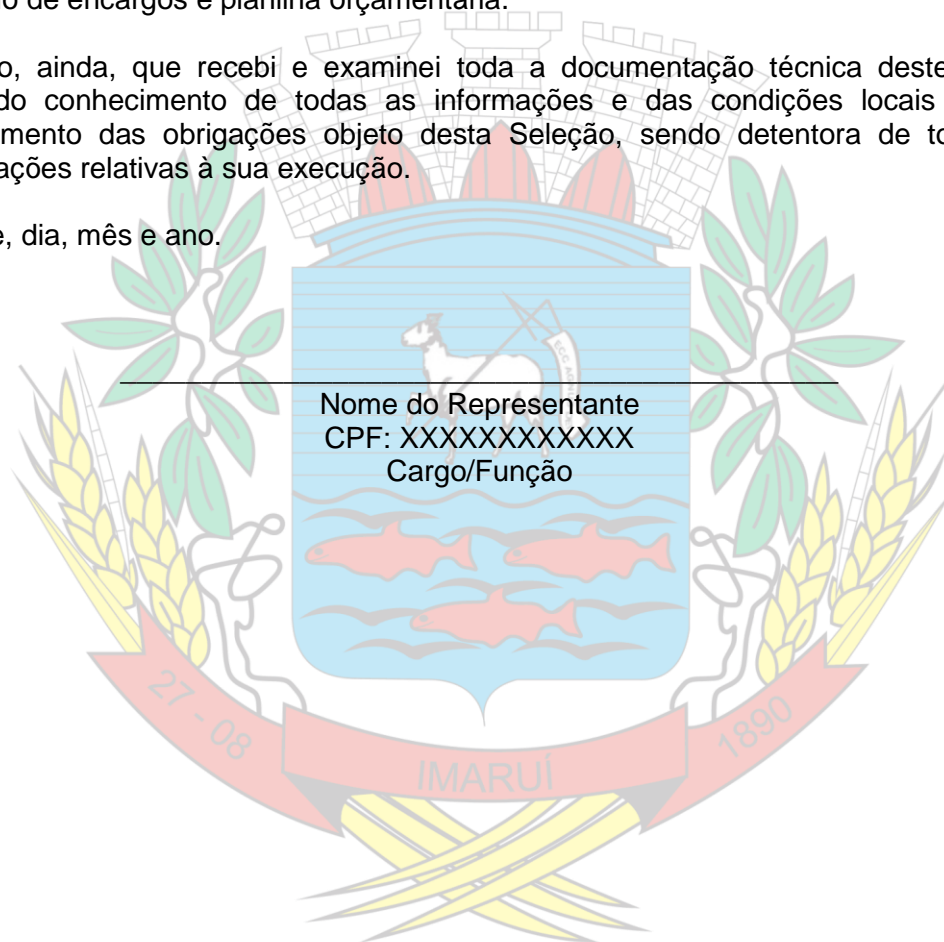 o de encargos e planilha orçamentária.
o, ainda, que recebi e examinei toda a documentação técnica deste
do conhecimento de todas as informações e das condições locais
mento das obrigações objeto desta Seleção, sendo detentora de to
ações relativas à sua execução.
e, dia, mês e ano.
Nome do Representante
CPF: XXXXXXXXXXXX
Cargo/Função
27 - 08
IMARUÍ
1890